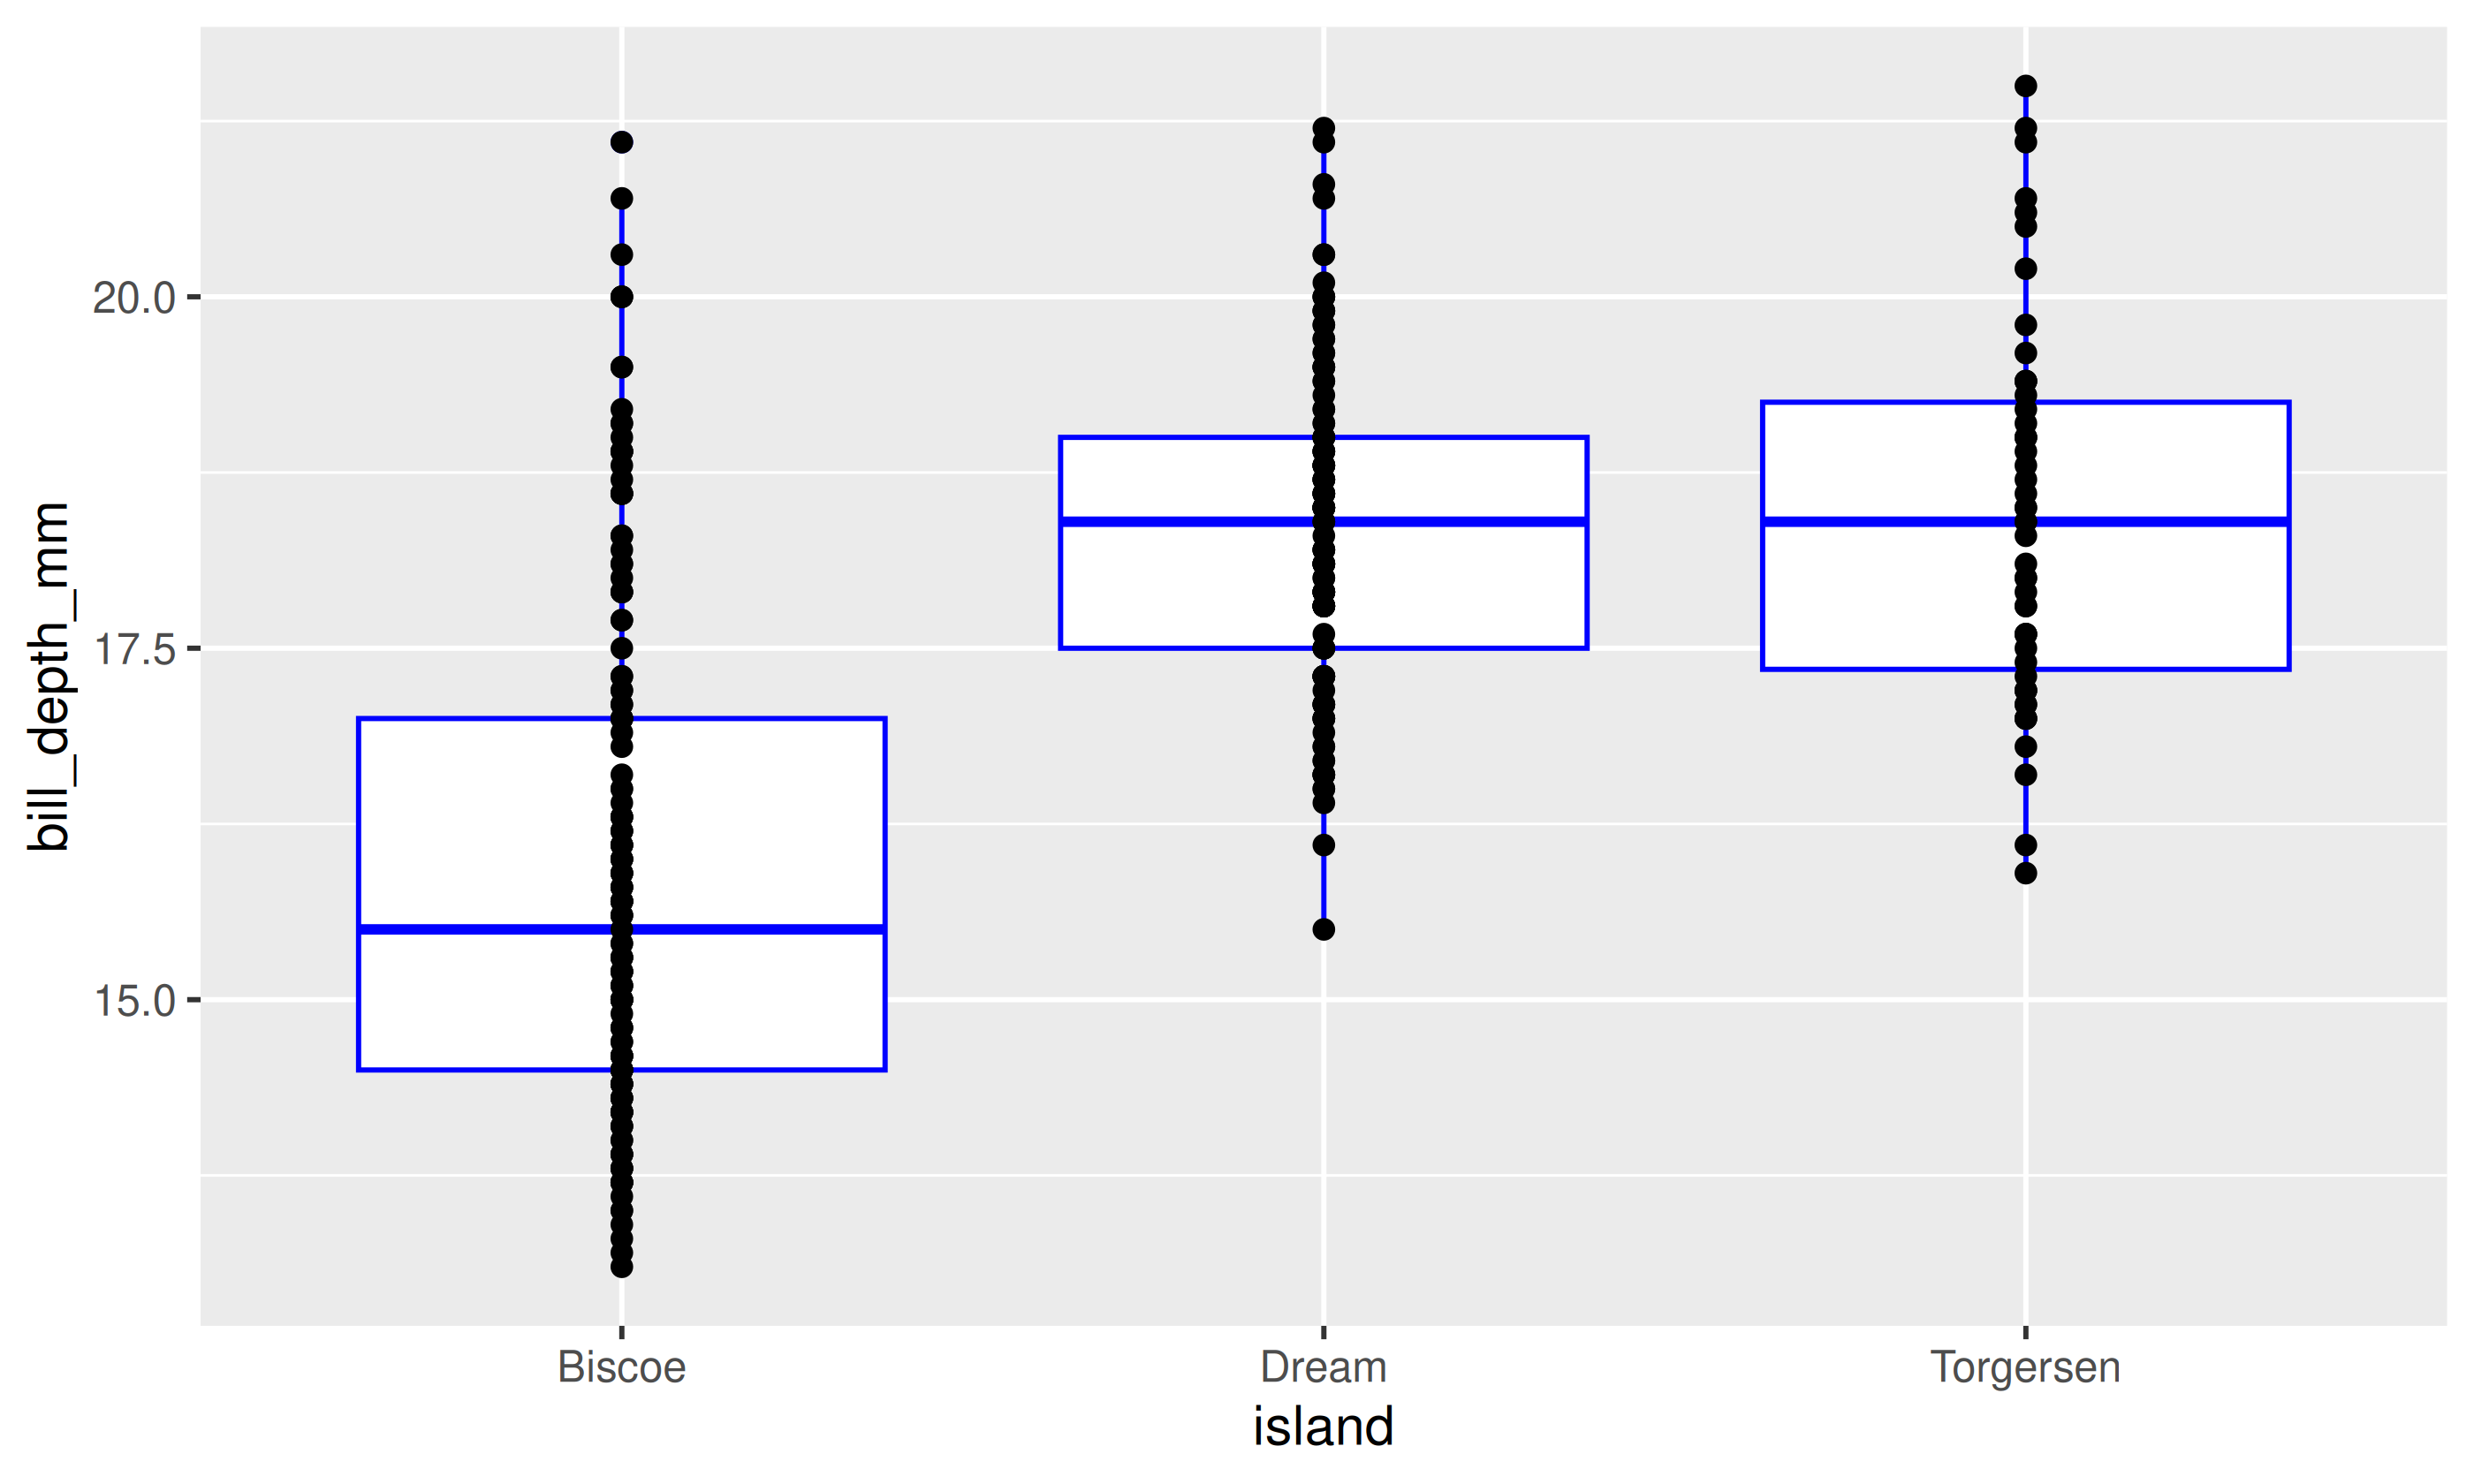 bill_depth_mm
20.0
17.5
15.0
Biscoe Dream Torgersen
island